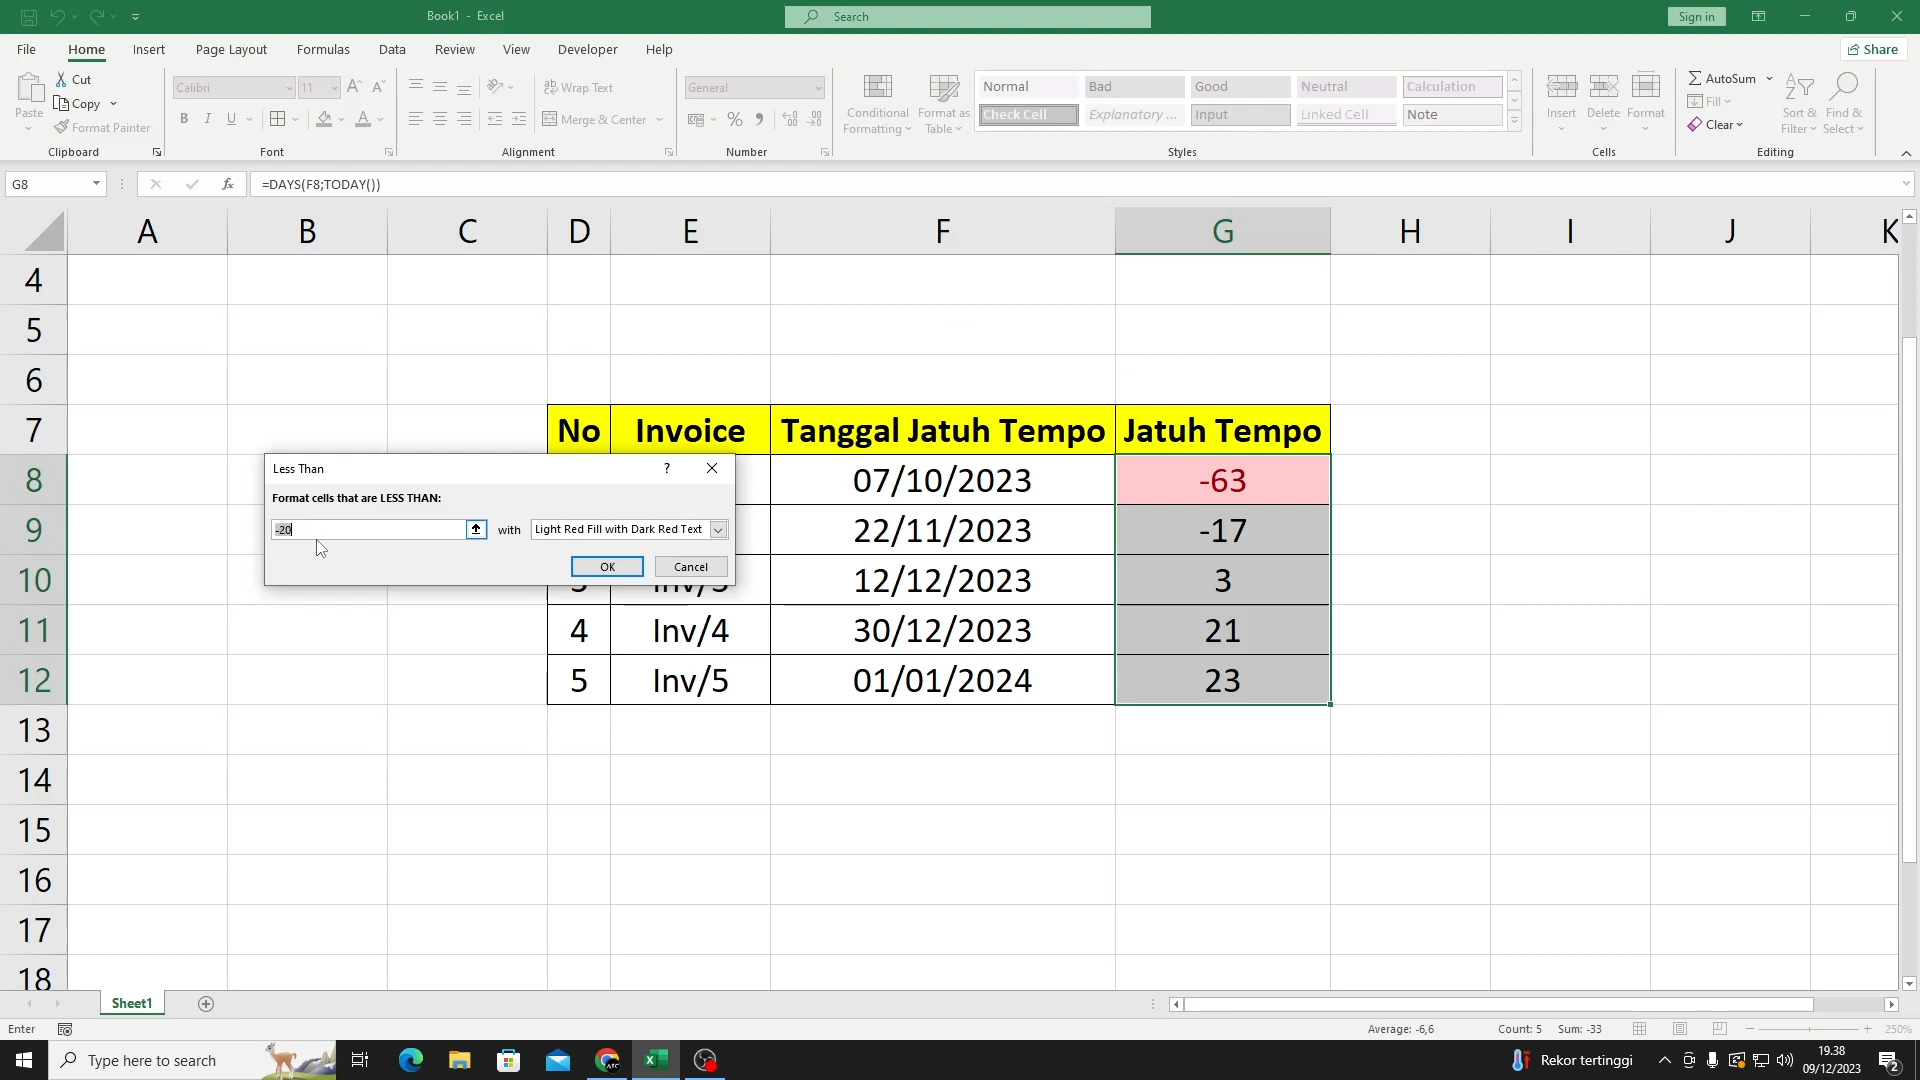 Book1 - Excel
Search
Sign in
File Home Insert Page Layout Formulas Data Review View Developer Help
Share
Paste
Cut
Copy
Format Painter
Clipboard
Calibri 11
B I U
Font
Wrap Text
Merge & Center
Alignment
General
Number
Conditional Formatting
Format as Table
Normal Bad Good Neutral Calculation
Check Cell Explanatory ... Input Linked Cell Note
Styles
Insert Delete Format
Cells
AutoSum
Fill
Clear
Sort & Filter
Find & Select
Editing
G8
=DAYS(F8;TODAY())
A B C D E F G H I J K
4
5
6
7 No Invoice Tanggal Jatuh Tempo Jatuh Tempo
8 07/10/2023 -63
9 22/11/2023 -17
10 3 Inv/3 12/12/2023 3
11 4 Inv/4 30/12/2023 21
12 5 Inv/5 01/01/2024 23
13
14
15
16
17
18
Less Than ?
Format cells that are LESS THAN:
-20 with Light Red Fill with Dark Red Text
OK Cancel
Sheet1
Enter
Average: -6,6 Count: 5 Sum: -33
250%
Type here to search
Rekor tertinggi
19.38
09/12/2023
2